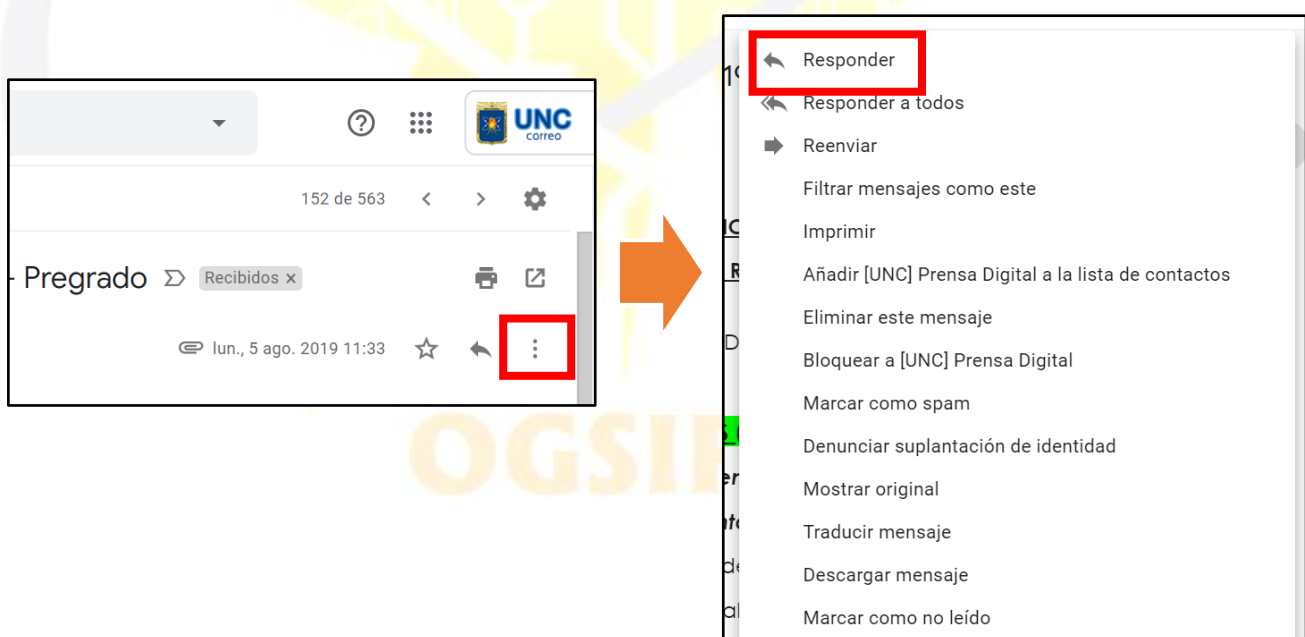 UNC
correo
152 de 563
- Pregrado Recibidos ×
lun., 5 ago. 2019 11:33
Responder
Responder a todos
Reenviar
Filtrar mensajes como este
Imprimir
Añadir [UNC] Prensa Digital a la lista de contactos
Eliminar este mensaje
Bloquear a [UNC] Prensa Digital
Marcar como spam
Denunciar suplantación de identidad
Mostrar original
Traducir mensaje
Descargar mensaje
Marcar como no leído